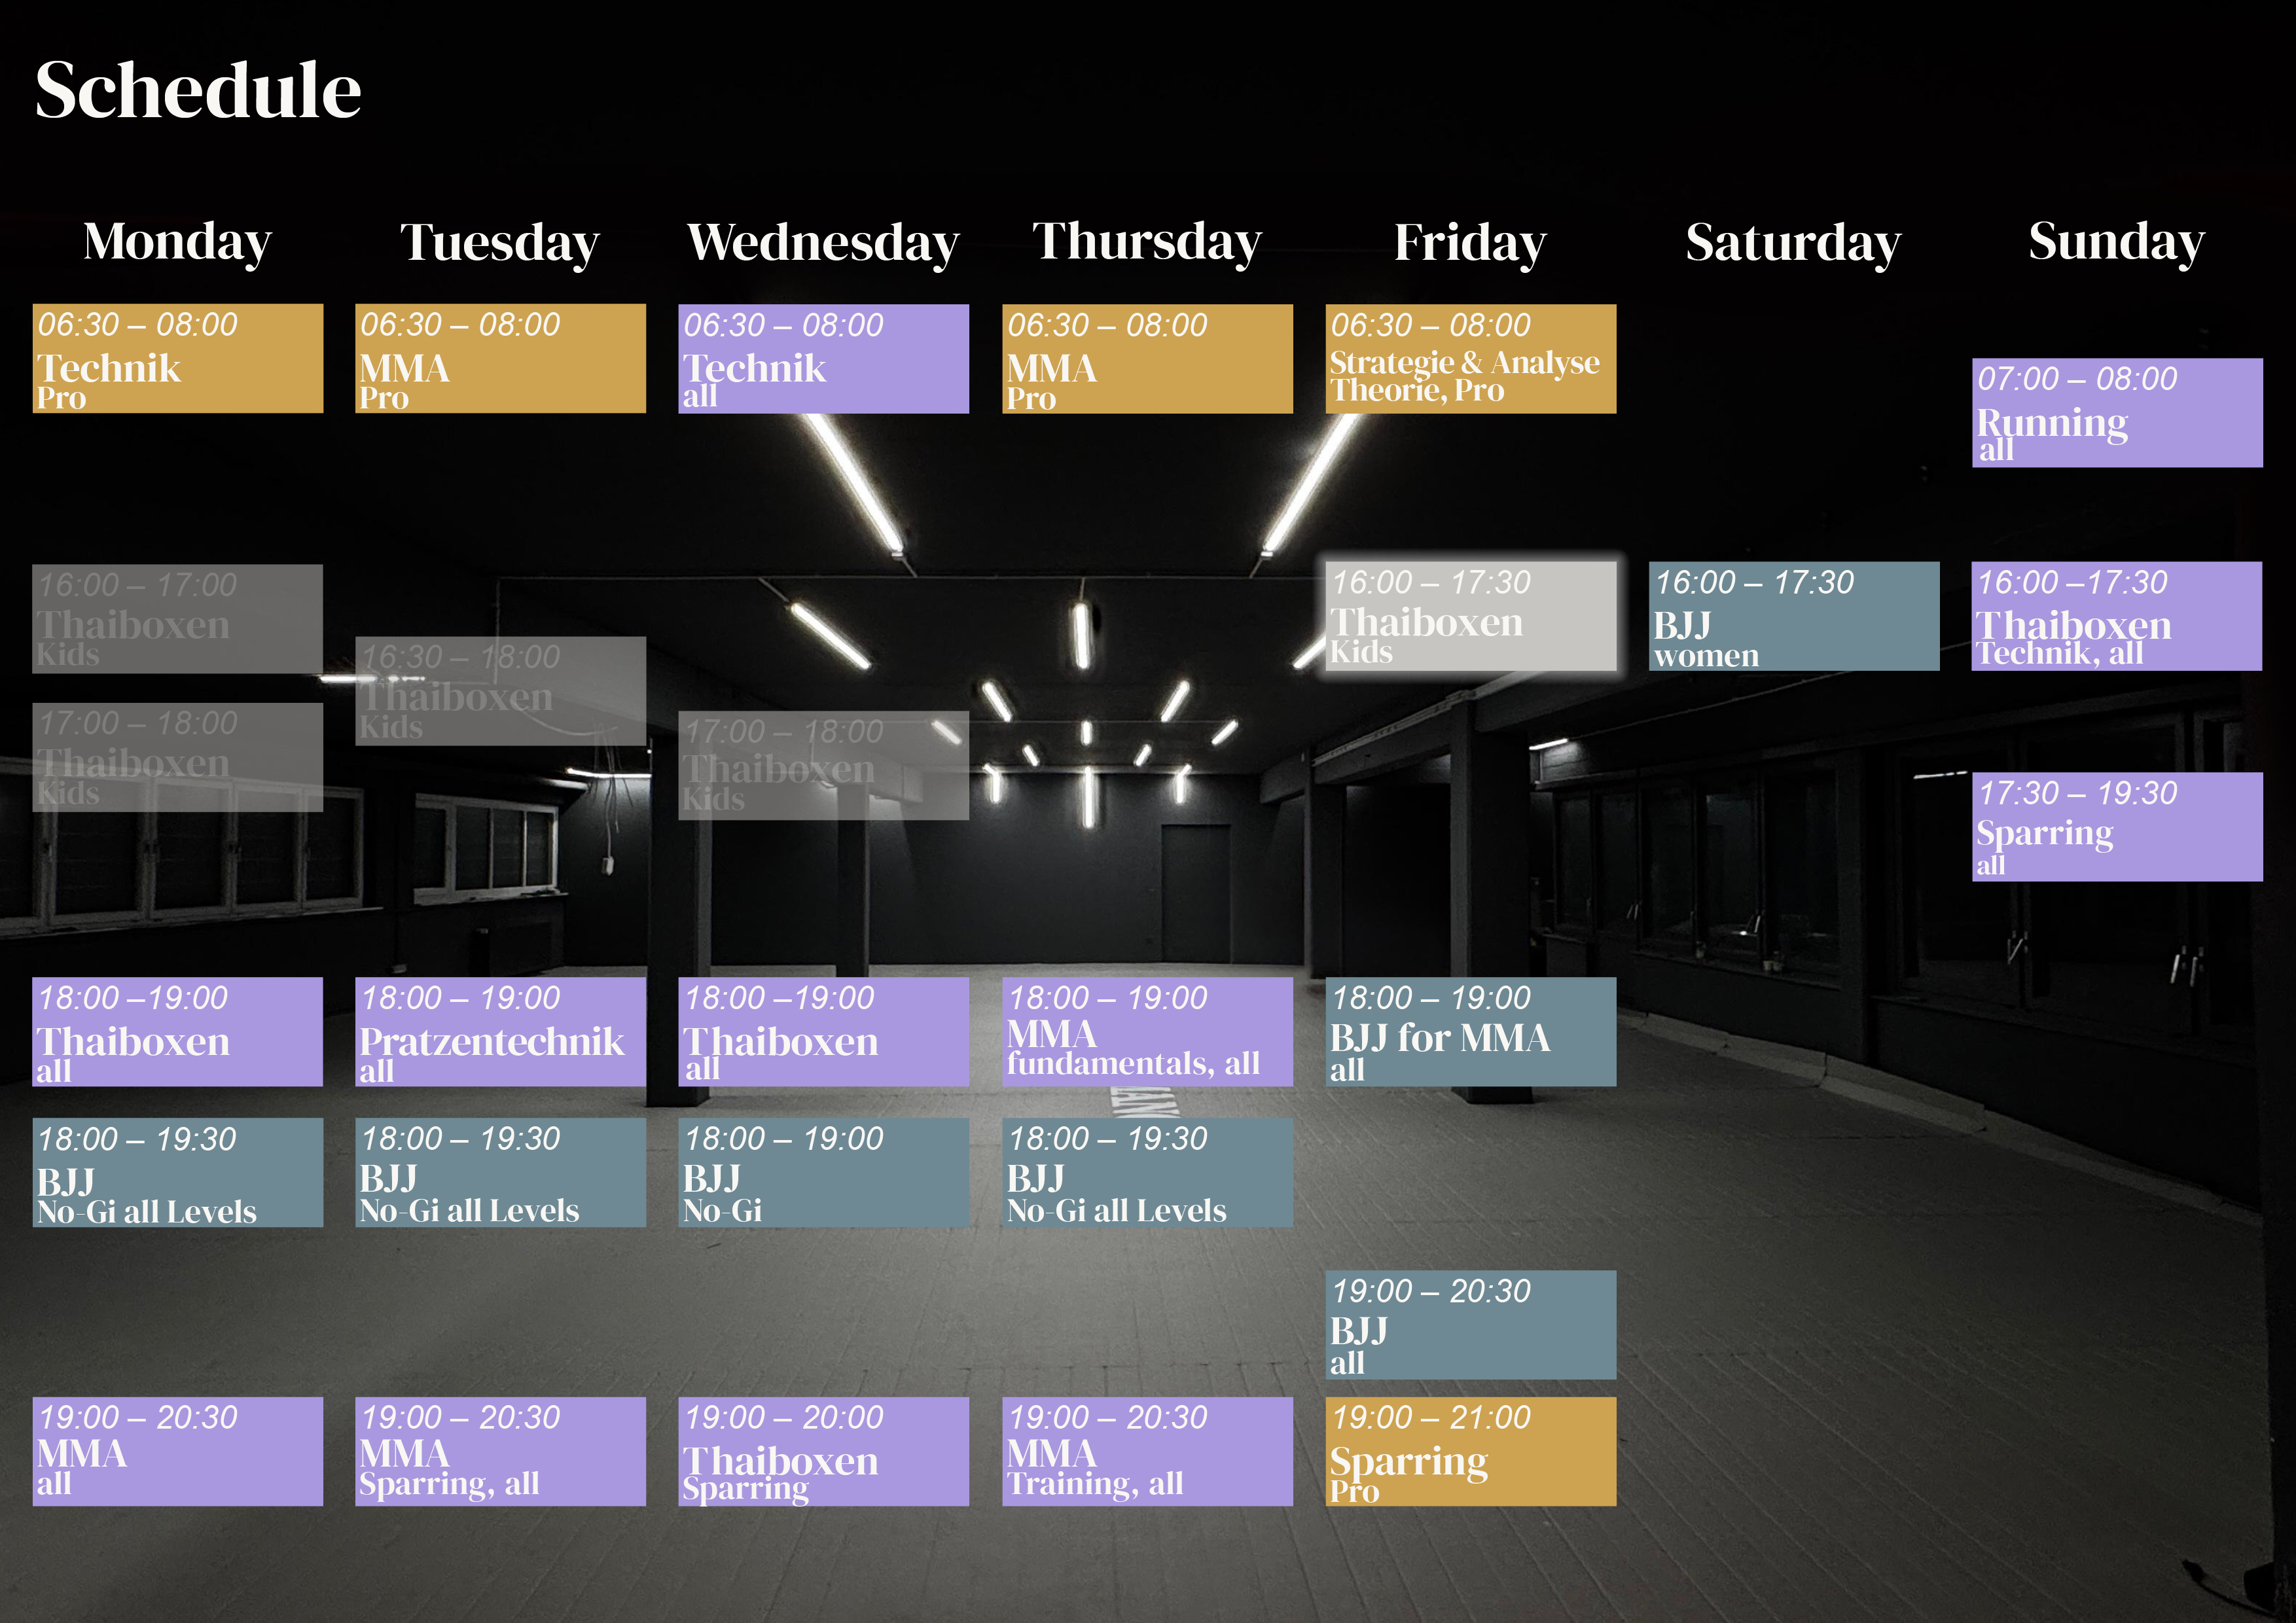 Schedule
Monday
Tuesday
Wednesday
Thursday
Friday
Saturday
Sunday
06:30 – 08:00
Technik
Pro
06:30 – 08:00
MMA
Pro
06:30 – 08:00
Technik
all
06:30 – 08:00
MMA
Pro
06:30 – 08:00
Strategie & Analyse
Theorie, Pro
07:00 – 08:00
Running
all
16:00 – 17:00
Thaiboxen
Kids
16:30 – 18:00
Thaiboxen
Kids
16:00 – 17:30
Thaiboxen
Kids
16:00 – 17:30
BJJ
women
16:00 –17:30
Thaiboxen
Technik, all
17:00 – 18:00
Thaiboxen
Kids
17:00 – 18:00
Thaiboxen
Kids
17:30 – 19:30
Sparring
all
18:00 –19:00
Thaiboxen
all
18:00 – 19:00
Pratzentechnik
all
18:00 –19:00
Thaiboxen
all
18:00 – 19:00
MMA
fundamentals, all
18:00 – 19:00
BJJ for MMA
all
18:00 – 19:30
BJJ
No-Gi all Levels
18:00 – 19:30
BJJ
No-Gi all Levels
18:00 – 19:00
BJJ
No-Gi
18:00 – 19:30
BJJ
No-Gi all Levels
19:00 – 20:30
BJJ
all
19:00 – 20:30
MMA
all
19:00 – 20:30
MMA
Sparring, all
19:00 – 20:00
Thaiboxen
Sparring
19:00 – 20:30
MMA
Training, all
19:00 – 21:00
Sparring
Pro